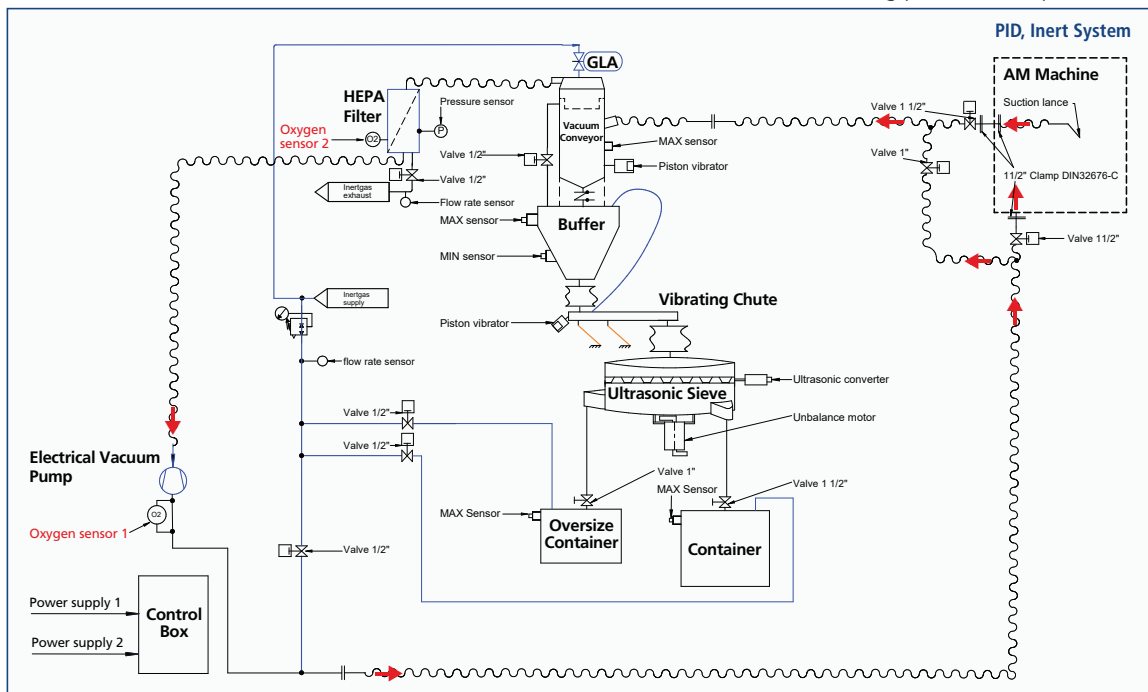 PID, Inert System
GLA
AM Machine
HEPA
Filter
Pressure sensor
Valve 1 1/2"
Suction lance
P
Oxygen
sensor 2
O2
Vacuum
Conveyor
MAX sensor
Valve 1/2"
Valve 1"
Piston vibrator
11/2" Clamp DIN32676-C
Valve 1/2"
Inertgas
exhaust
Flow rate sensor
MAX sensor
Buffer
Valve 11/2"
MIN sensor
Inertgas
supply
Vibrating Chute
Piston vibrator
flow rate sensor
Ultrasonic converter
Ultrasonic Sieve
Valve 1/2"
Unbalance motor
Valve 1/2"
Electrical Vacuum
Pump
Valve 1"
Valve 1 1/2"
MAX Sensor
MAX Sensor
O2
Oversize
Container
Oxygen sensor 1
Container
Valve 1/2"
Power supply 1
Control
Box
Power supply 2